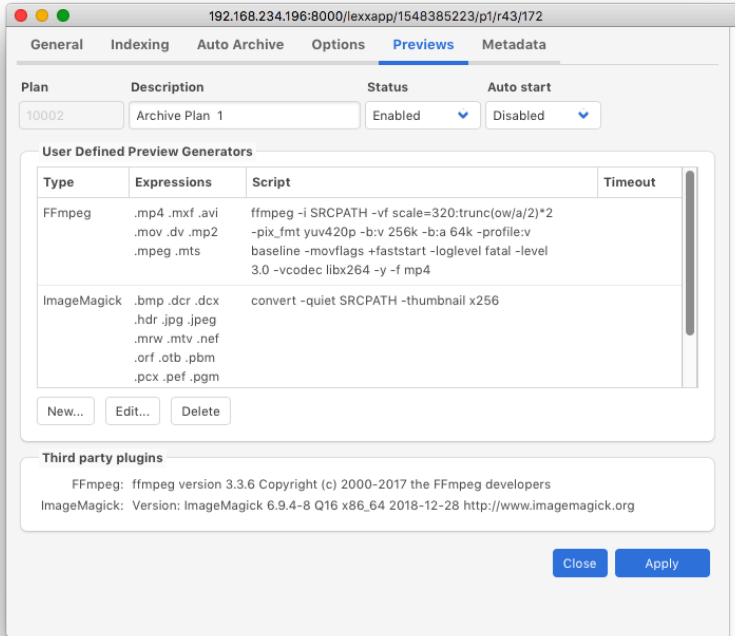 192.168.234.196:8000/lexxapp/1548385223/p1/r43/172
General Indexing Auto Archive Options Previews Metadata
Plan Description Status Auto start
10002 Archive Plan 1 Enabled Disabled
User Defined Preview Generators
Type Expressions Script Timeout
FFmpeg .mp4 .mxf .avi ffmpeg -i SRCPATH -vf scale=320:trunc(ow/a/2)*2
.mov .dv .mp2 -pix_fmt yuv420p -b:v 256k -b:a 64k -profile:v
.mpeg .mts baseline -movflags +faststart -loglevel fatal -level
3.0 -vcodec libx264 -y -f mp4
ImageMagick .bmp .dcr .dcx convert -quiet SRCPATH -thumbnail x256
.hdr .jpg .jpeg
.mrw .mtv .nef
.orf .otb .pbm
.pcx .pef .pgm
New... Edit... Delete
Third party plugins
FFmpeg: ffmpeg version 3.3.6 Copyright (c) 2000-2017 the FFmpeg developers
ImageMagick: Version: ImageMagick 6.9.4-8 Q16 x86_64 2018-12-28 http://www.imagemagick.org
Close Apply